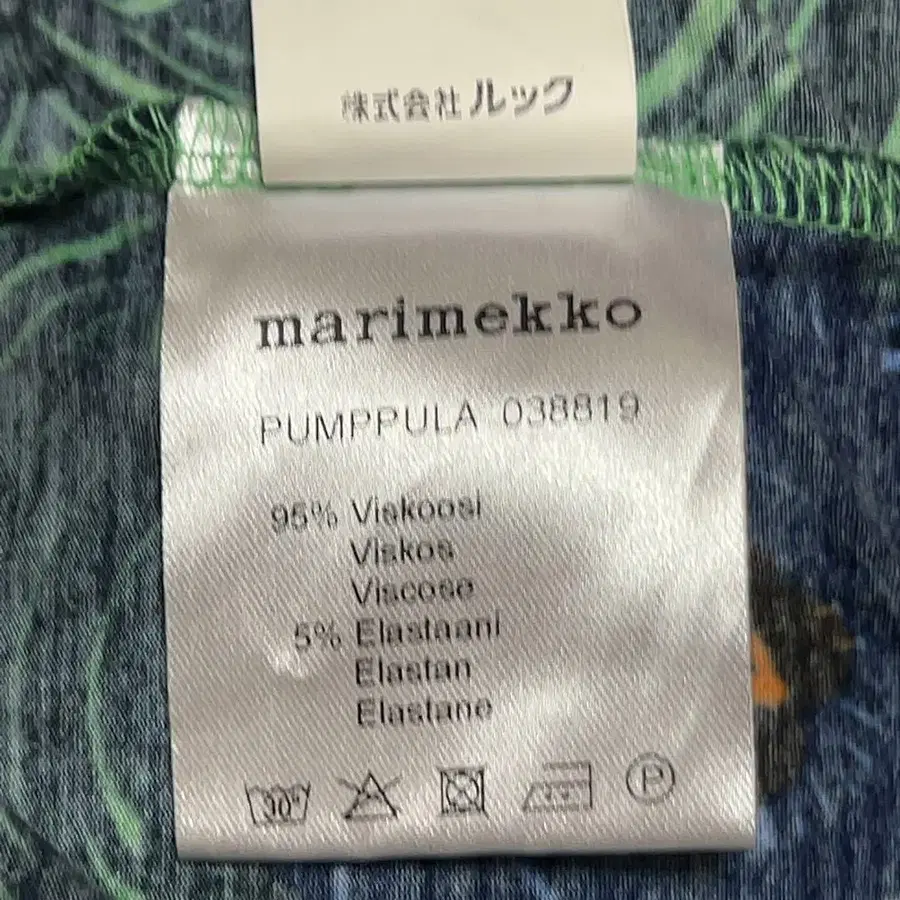 株式会社 ルック
marimekko
PUMPPULA 038819
95% Viskoosi
Viskos
Viscose
5% Elastaani
Elastan
Elastane
30°
P